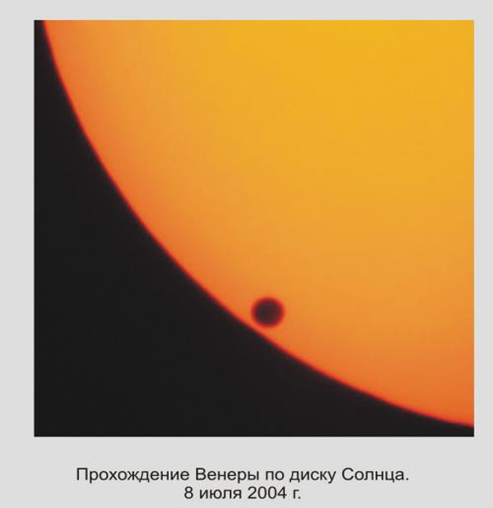 Прохождение Венеры по диску Солнца.
8 июля 2004 г.